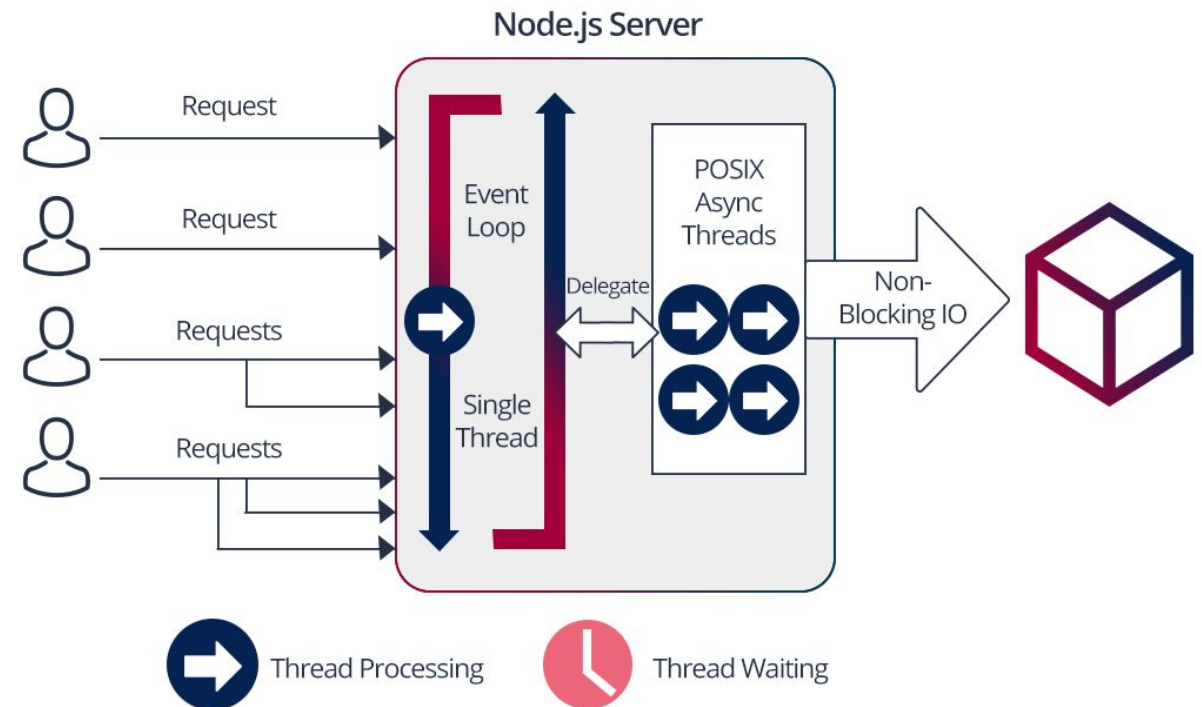 Node.js Server
Request
Request
Requests
Requests
Event
Loop
Single
Thread
Delegate
POSIX
Async
Threads
Non-
Blocking IO
Thread Processing
Thread Waiting